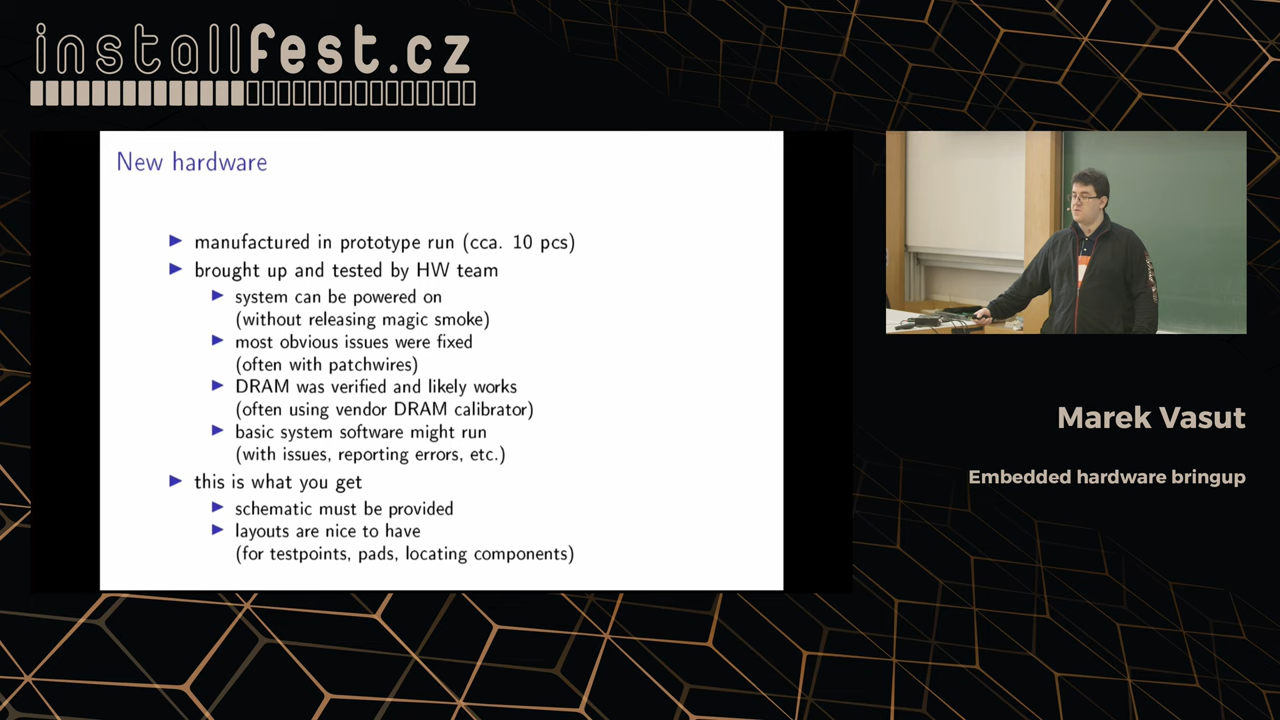 installfest.cz
New hardware
manufactured in prototype run (cca. 10 pcs)
brought up and tested by HW team
system can be powered on
(without releasing magic smoke)
most obvious issues were fixed
(often with patchwires)
DRAM was verified and likely works
(often using vendor DRAM calibrator)
basic system software might run
(with issues, reporting errors, etc.)
this is what you get
schematic must be provided
layouts are nice to have
(for testpoints, pads, locating components)
Marek Vasut
Embedded hardware bringup